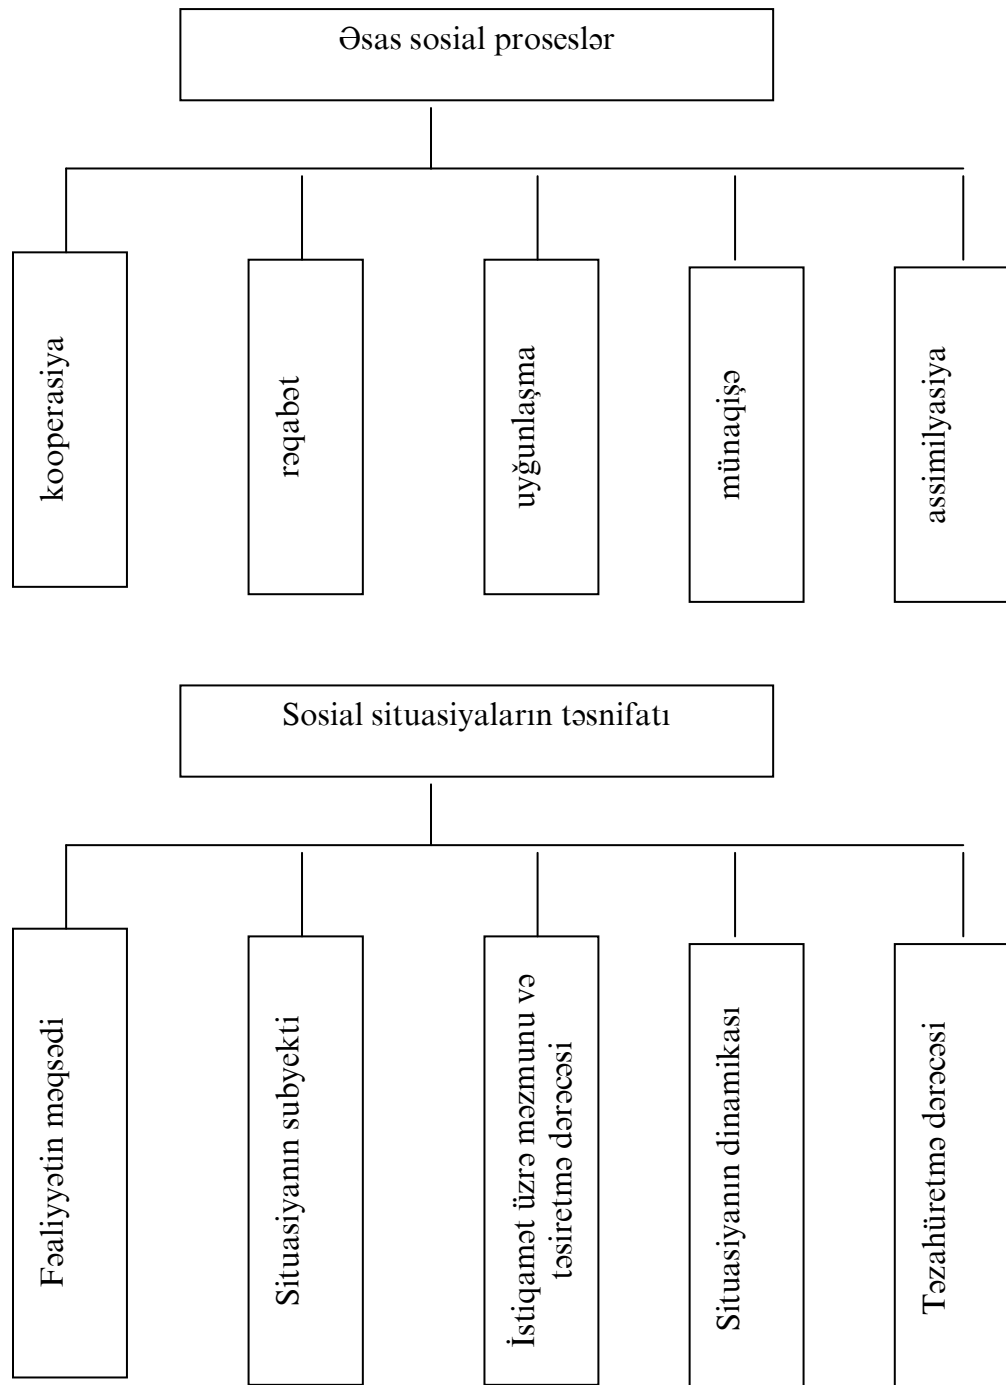 Əsas sosial proseslər
kooperasiya
rəqabət
uyğunlaşma
münaqişə
assimilyasiya
Sosial situasiyaların təsnifatı
Fəaliyyətin məqsədi
Situasiyanın subyekti
İstiqamət üzrə məzmunu və
təsiretmə dərəcəsi
Situasiyanın dinamikası
Təzahüretmə dərəcəsi